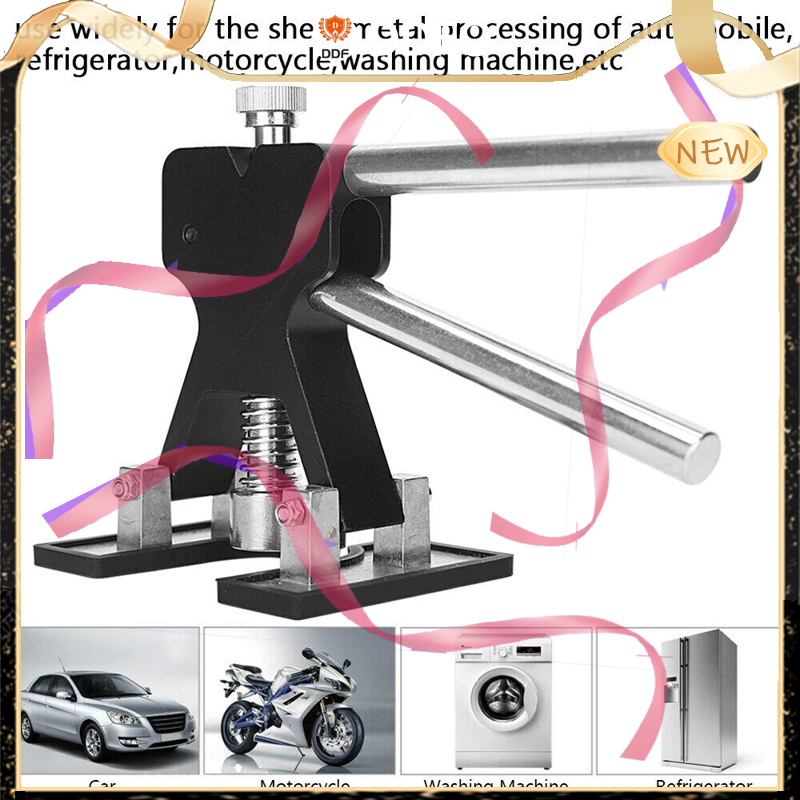 use widely for the sheet metal processing of automobile,
refrigerator,motorcycle,washing machine,etc
DDF
NEW
Car
Motorcycle
Washing Machine
Refrigerator